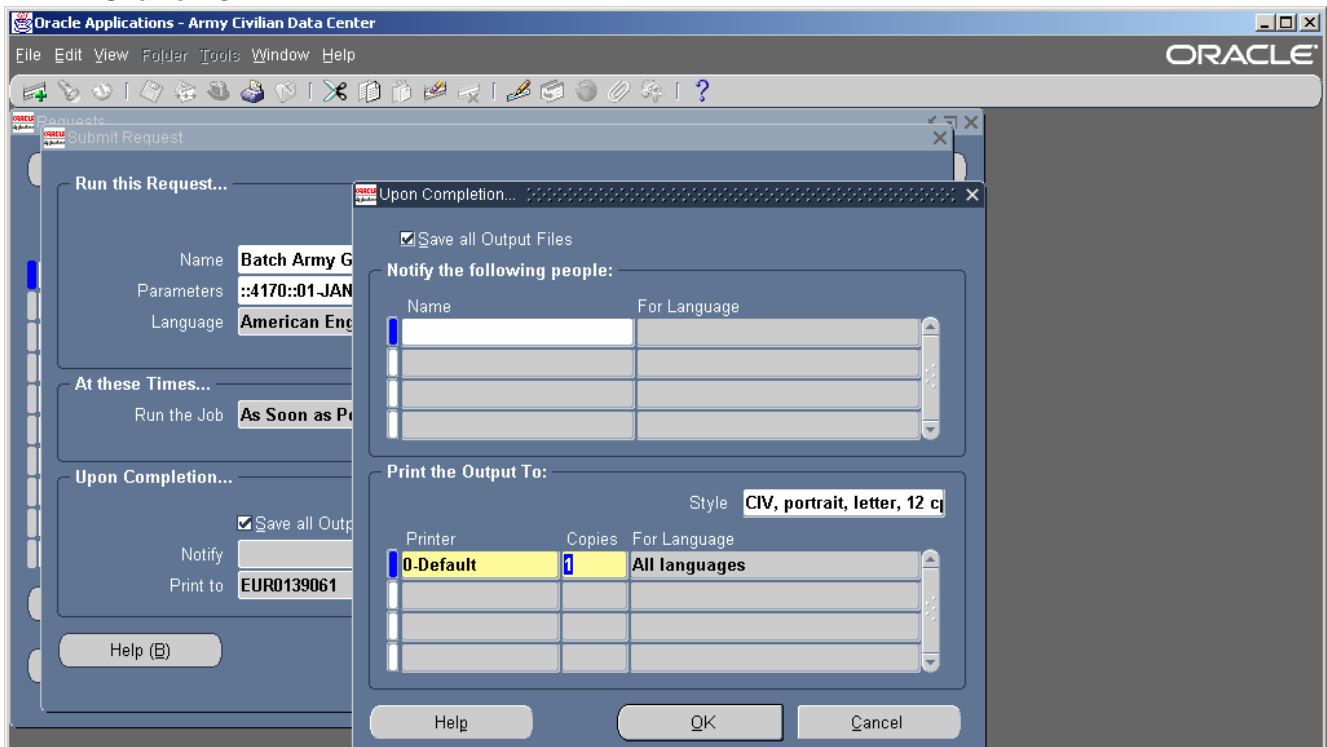 Oracle Applications - Army Civilian Data Center
File Edit View Folder Tools Window Help
ORACLE
Requests
Submit Request
Run this Request...
Name Batch Army G
Parameters ::4170::01-JAN
Language American Eng
At these Times...
Run the Job As Soon as Po
Upon Completion...
Save all Outp
Notify
Print to EUR0139061
Help (B)
Upon Completion...
Save all Output Files
Notify the following people:
Name For Language
Print the Output To:
Style CIV, portrait, letter, 12 cp
Printer Copies For Language
0-Default 1 All languages
Help OK Cancel